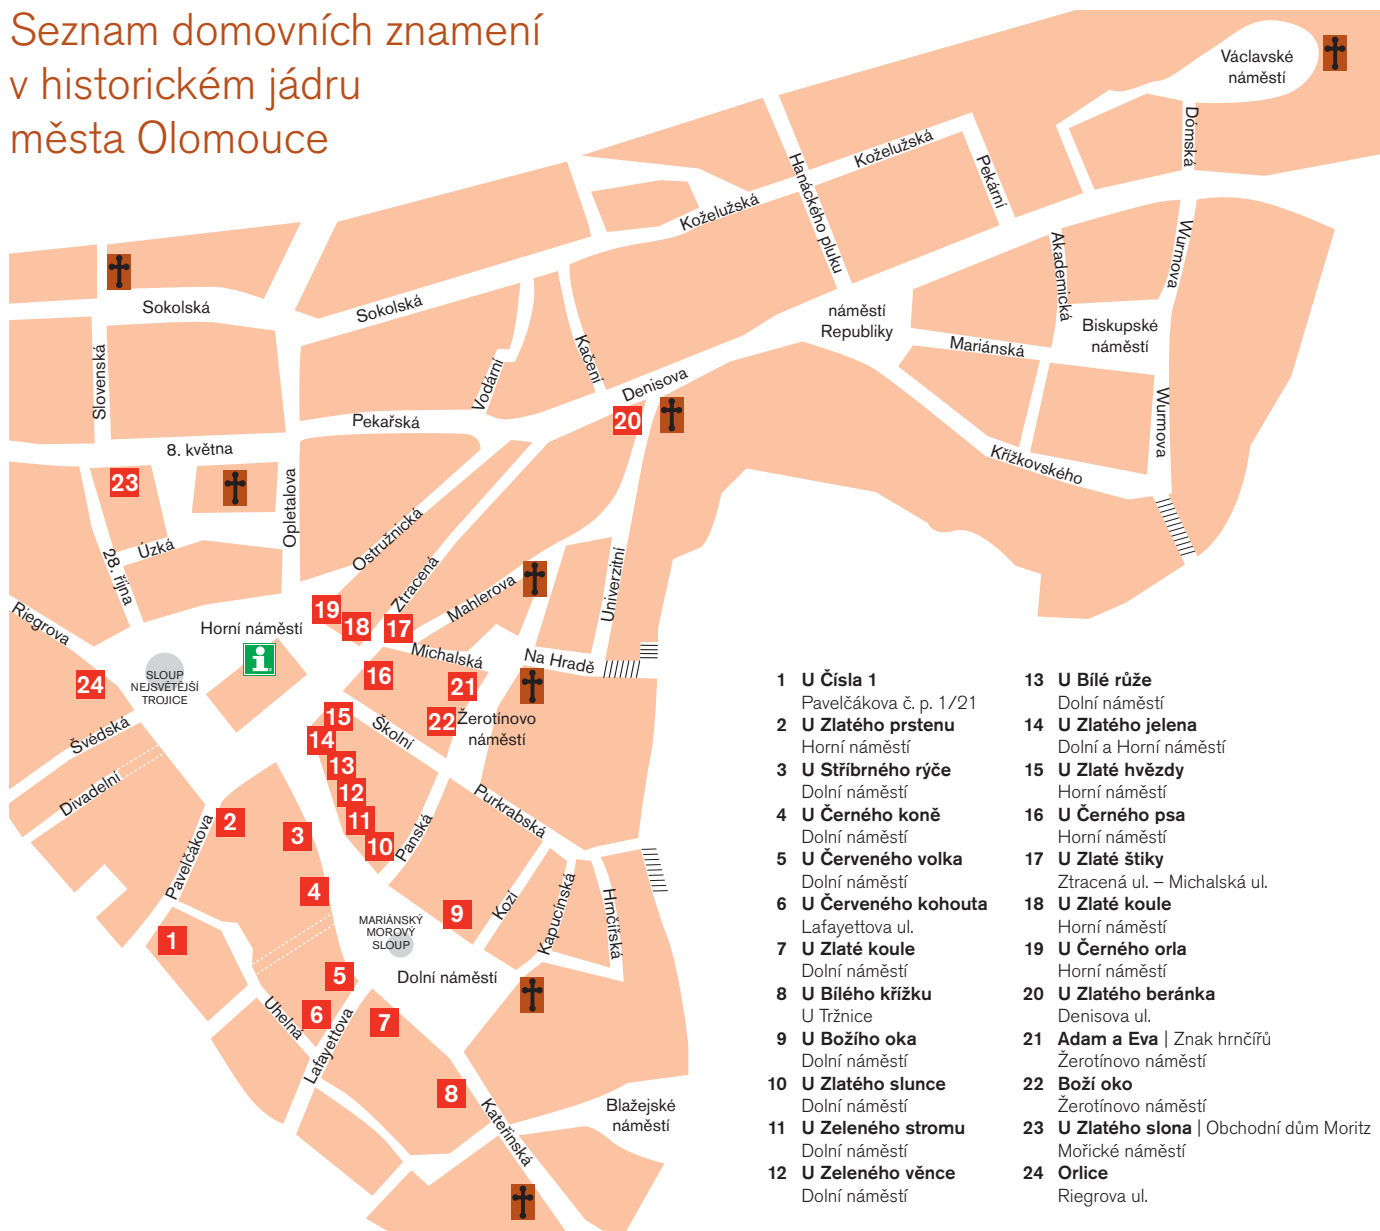 Seznam domovních znamení
v historickém jádru
města Olomouce
Václavské
náměstí
Dómská
Koželužská
Hanáckého pluku
Pekární
Koželužská
Wurmova
Akademická
Sokolská
Sokolská
náměstí
Republiky
Biskupské
náměstí
Mariánská
Slovenská
Kačení
Vodární
Denisova
Wurmova
Pekařská
20
8. května
Křížkovského
23
Opletalova
Ostružnická
Úzká
28. října
Ztracená
Mahlerova
Univerzitní
Riegrova
19
18
17
Horní náměstí
i
Michalská
Na Hradě
SLOUP
NEJSVĚTĚJŠÍ
TROJICE
24
16
21
22
Žerotínovo
náměstí
15
14
Školní
Švédská
13
Divadelní
12
11
10
Purkrabská
Panská
2
3
Pavelčákova
4
9
Kozí
Kapucínská
Hrnčířská
MARIÁNSKÝ
MOROVÝ
SLOUP
1
5
Dolní náměstí
6
7
Uhelná
Lafayettova
8
Kateřinská
Blažejské
náměstí
1 U Čísla 1
Pavelčákova č. p. 1/21
2 U Zlatého prstenu
Horní náměstí
3 U Stříbrného rýče
Dolní náměstí
4 U Černého koně
Dolní náměstí
5 U Červeného volka
Dolní náměstí
6 U Červeného kohouta
Lafayettova ul.
7 U Zlaté koule
Dolní náměstí
8 U Bílého křížku
U Tržnice
9 U Božího oka
Dolní náměstí
10 U Zlatého slunce
Dolní náměstí
11 U Zeleného stromu
Dolní náměstí
12 U Zeleného věnce
Dolní náměstí
13 U Bílé růže
Dolní náměstí
14 U Zlatého jelena
Dolní a Horní náměstí
15 U Zlaté hvězdy
Horní náměstí
16 U Černého psa
Horní náměstí
17 U Zlaté štiky
Ztracená ul. – Michalská ul.
18 U Zlaté koule
Horní náměstí
19 U Černého orla
Horní náměstí
20 U Zlatého beránka
Denisova ul.
21 Adam a Eva | Znak hrnčířů
Žerotínovo náměstí
22 Boží oko
Žerotínovo náměstí
23 U Zlatého slona | Obchodní dům Moritz
Mořické náměstí
24 Orlice
Riegrova ul.